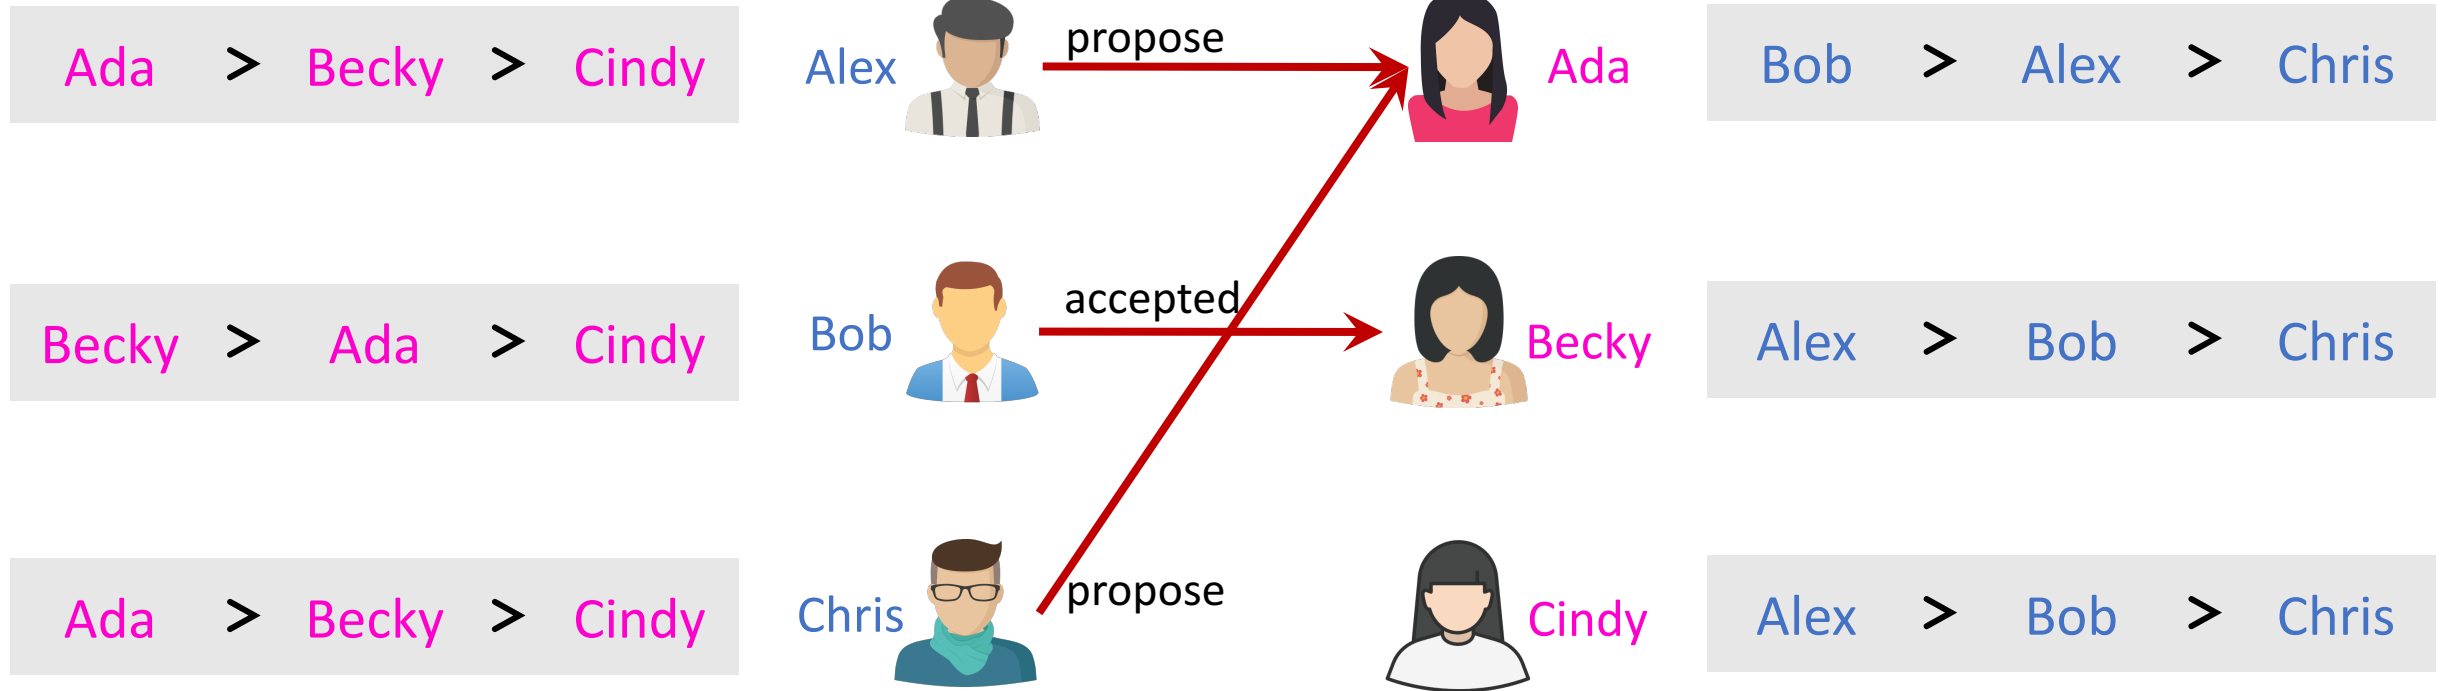 Ada > Becky > Cindy
Alex
propose
Ada
Bob > Alex > Chris
Becky > Ada > Cindy
Bob
accepted
Becky
Alex > Bob > Chris
Ada > Becky > Cindy
Chris
propose
Cindy
Alex > Bob > Chris